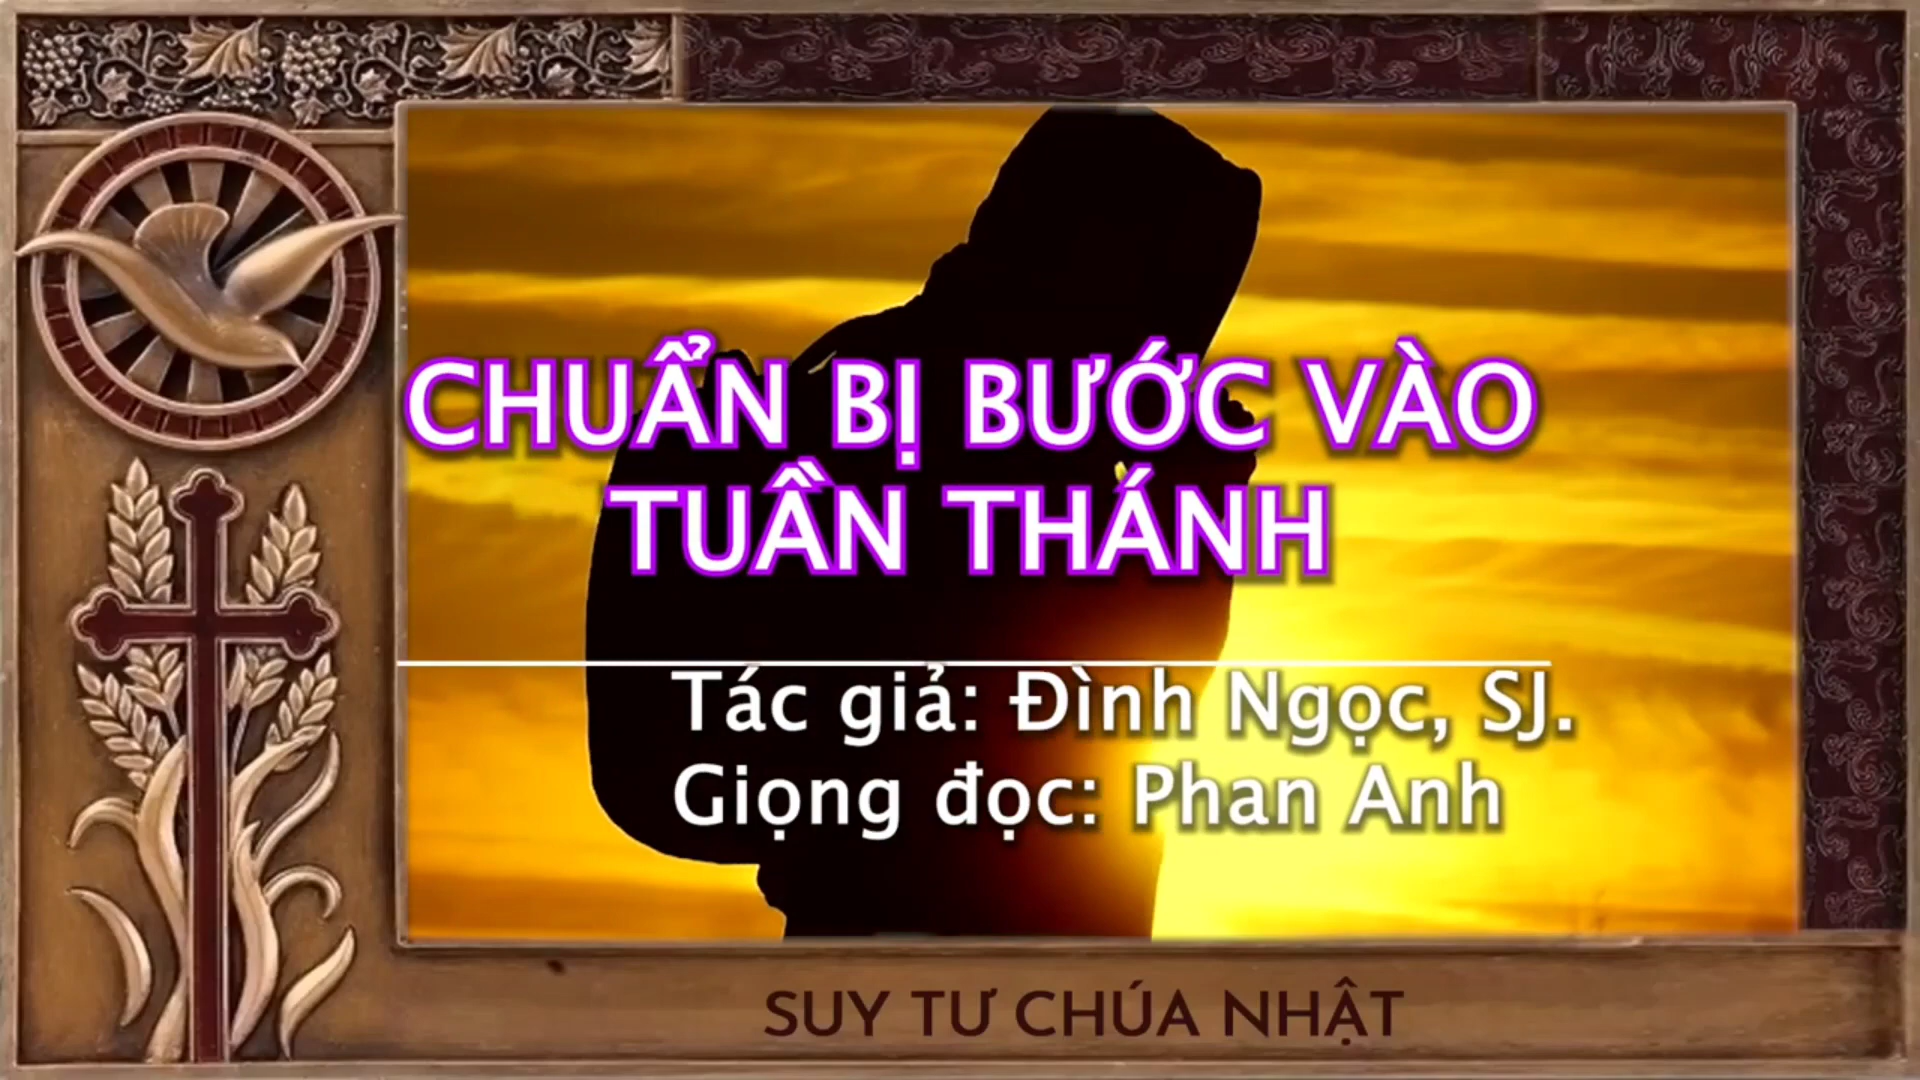 CHUẨN BỊ BƯỚC VÀO
TUẦN THÁNH
Tác giả: Đình Ngọc, SJ.
Giọng đọc: Phan Anh
SUY TƯ CHÚA NHẬT